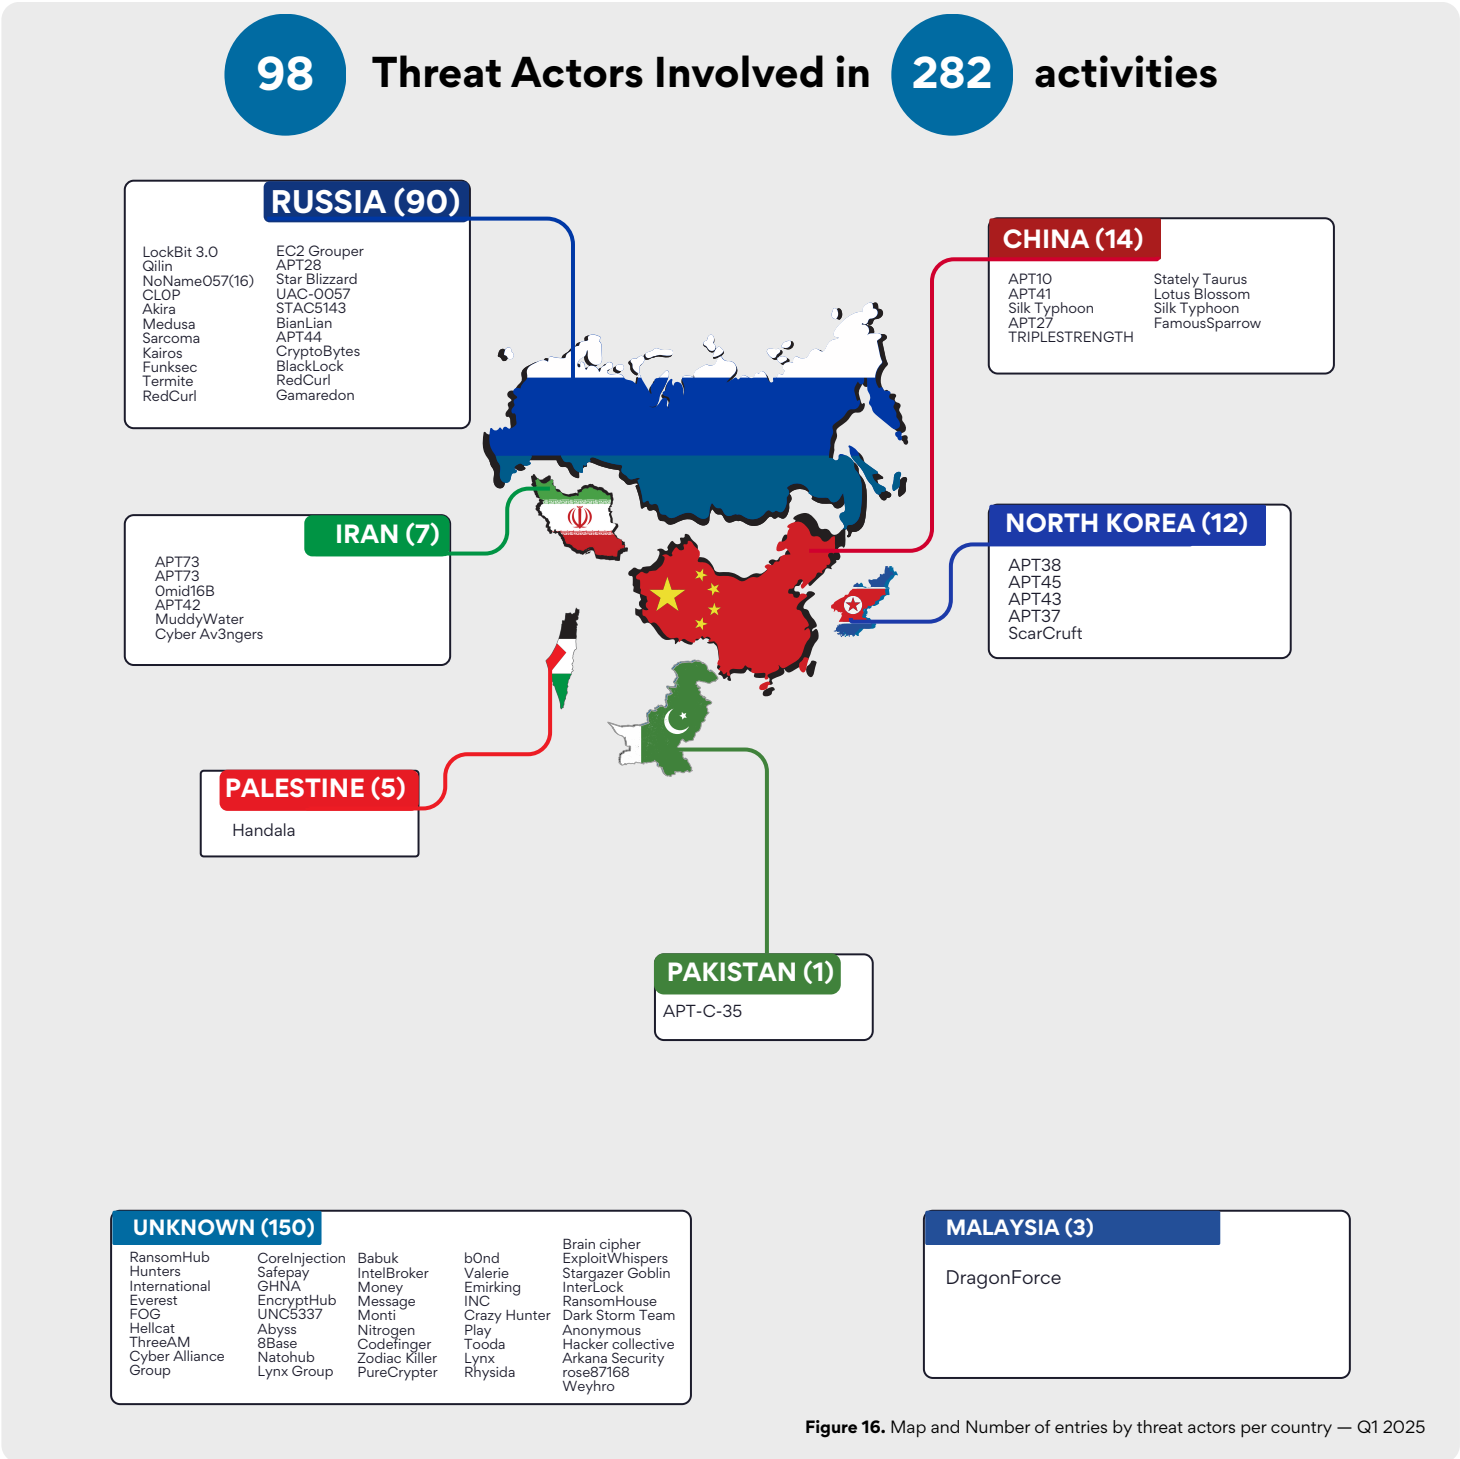 98 Threat Actors Involved in 282 activities
RUSSIA (90)
LockBit 3.0
Qilin
NoName057(16)
CL0P
Akira
Medusa
Sarcoma
Kairos
Funksec
Termite
RedCurl
EC2 Grouper
APT28
Star Blizzard
UAC-0057
STAC5143
BianLian
APT44
CryptoBytes
BlackLock
RedCurl
Gamaredon
CHINA (14)
APT10
APT41
Silk Typhoon
APT27
TRIPLESTRENGTH
Stately Taurus
Lotus Blossom
Silk Typhoon
FamousSparrow
IRAN (7)
APT73
APT73
0mid16B
APT42
MuddyWater
Cyber Av3ngers
NORTH KOREA (12)
APT38
APT45
APT43
APT37
ScarCruft
PALESTINE (5)
Handala
PAKISTAN (1)
APT-C-35
UNKNOWN (150)
RansomHub
Hunters
International
Everest
FOG
Hellcat
ThreeAM
Cyber Alliance
Group
CoreInjection
Safepay
GHNA
EncryptHub
UNC5337
Abyss
8Base
Natohub
Lynx Group
Babuk
IntelBroker
Money
Message
Monti
Nitrogen
Codefinger
Zodiac Killer
PureCrypter
b0nd
Valerie
Emirking
INC
Crazy Hunter
Play
Tooda
Lynx
Rhysida
Brain cipher
ExploitWhispers
Stargazer Goblin
InterLock
RansomHouse
Dark Storm Team
Anonymous
Hacker collective
Arkana Security
rose87168
Weyhro
MALAYSIA (3)
DragonForce
Figure 16. Map and Number of entries by threat actors per country — Q1 2025